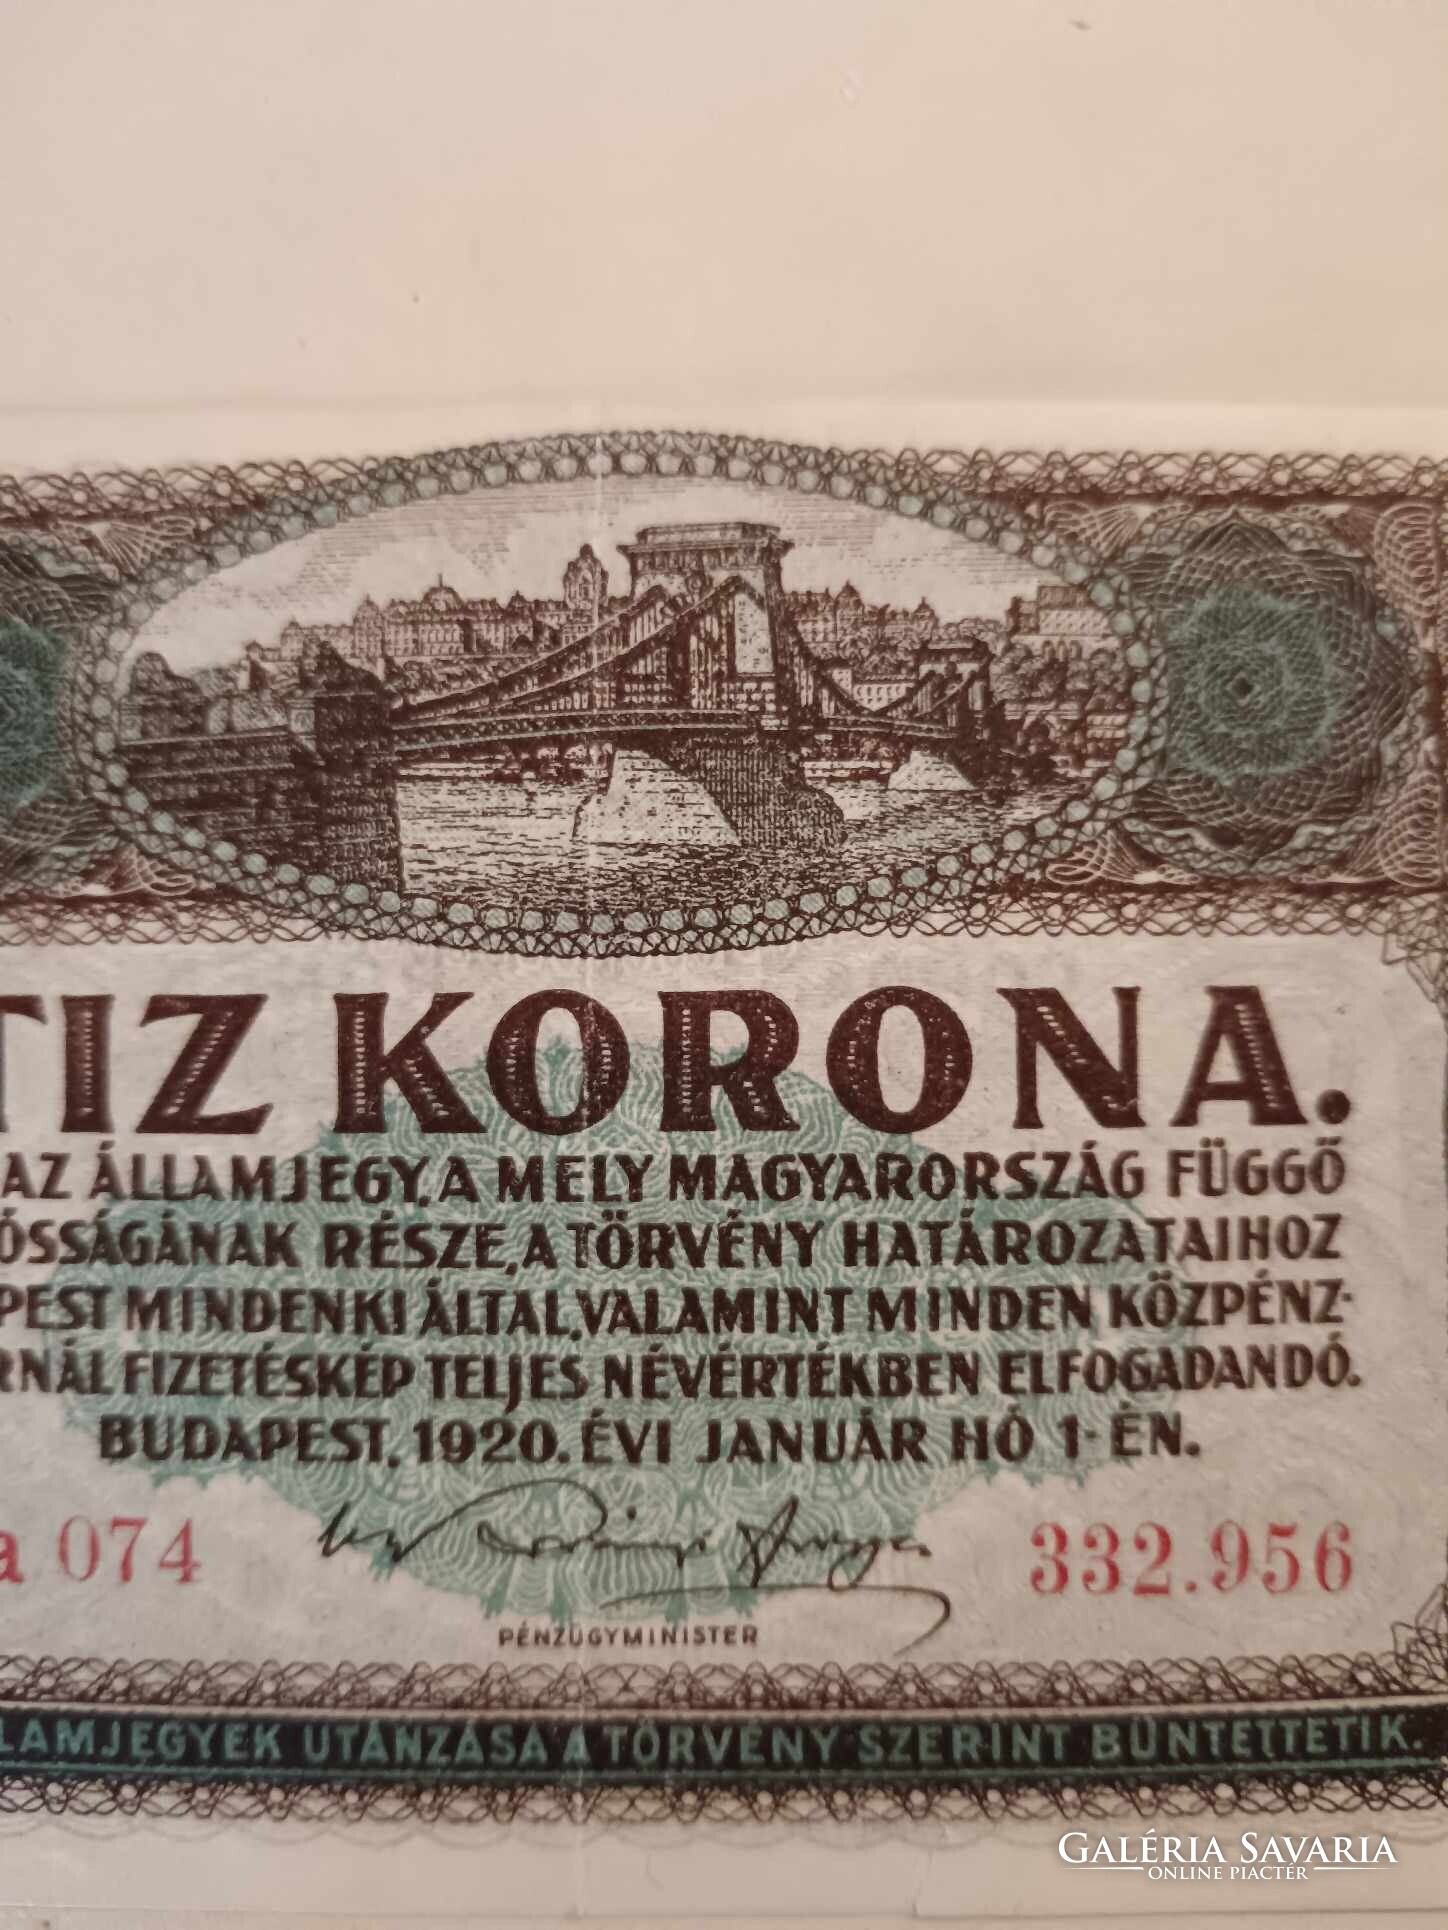 TIZ KORONA.
AZ ÁLLAMJEGY, A MELY MAGYARORSZÁG FÜGGŐ
ÓSSÁGÁNAK RÉSZE, A TÖRVÉNY HATÁROZATAIHOZ
PEST MINDENKI ÁLTAL, VALAMINT MINDEN KÖZPÉNZ-
RNÁL FIZETÉSKÉP TELJES NÉVÉRTÉKBEN ELFOGADANDÓ.
BUDAPEST, 1920. ÉVI JANUÁR HÓ 1-ÉN.
a 074
332.956
PÉNZÜGYMINISTER
LAMJEGYEK UTÁNZÁSA A TÖRVÉNY SZERINT BÜNTETTETIK.
GALÉRIA SAVARIA
ONLINE PIACTÉR